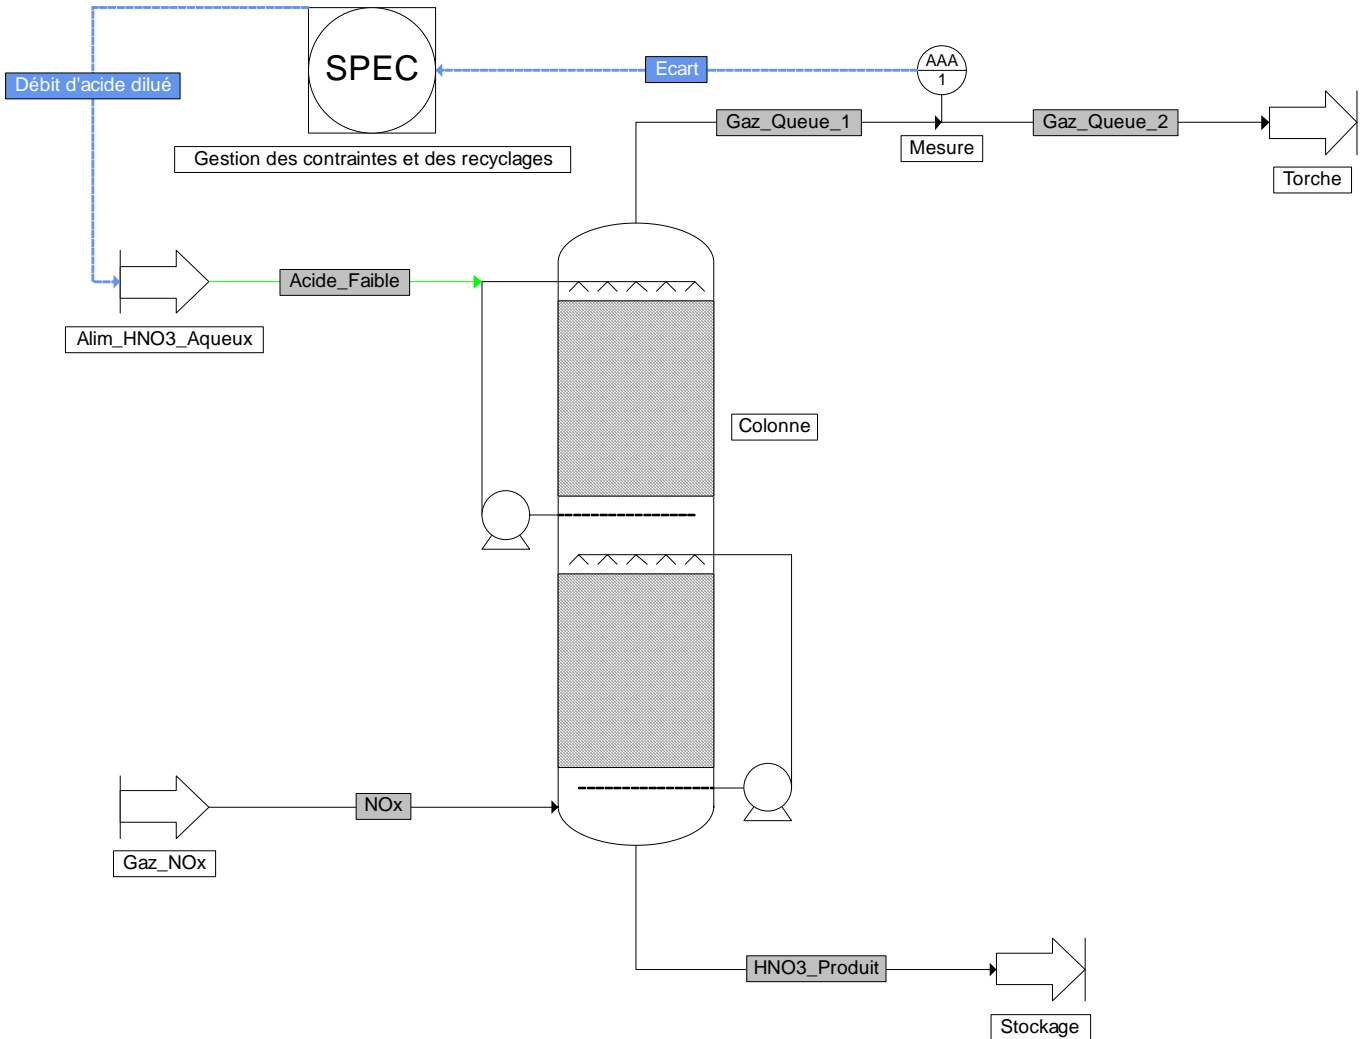 SPEC
AAA
1
Ecart
Débit d'acide dilué
Gaz_Queue_1
Gaz_Queue_2
Mesure
Gestion des contraintes et des recyclages
Torche
Acide_Faible
Alim_HNO3_Aqueux
Colonne
NOx
Gaz_NOx
HNO3_Produit
Stockage